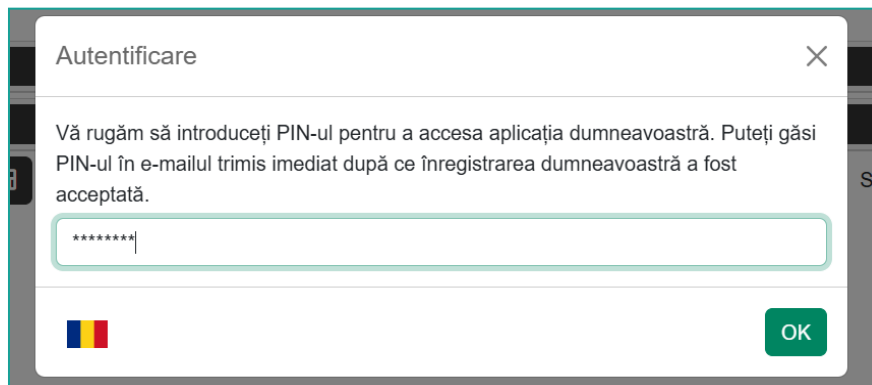 Autentificare
Vă rugăm să introduceți PIN-ul pentru a accesa aplicația dumneavoastră. Puteți găsi
PIN-ul în e-mailul trimis imediat după ce înregistrarea dumneavoastră a fost
acceptată.
S
********
OK